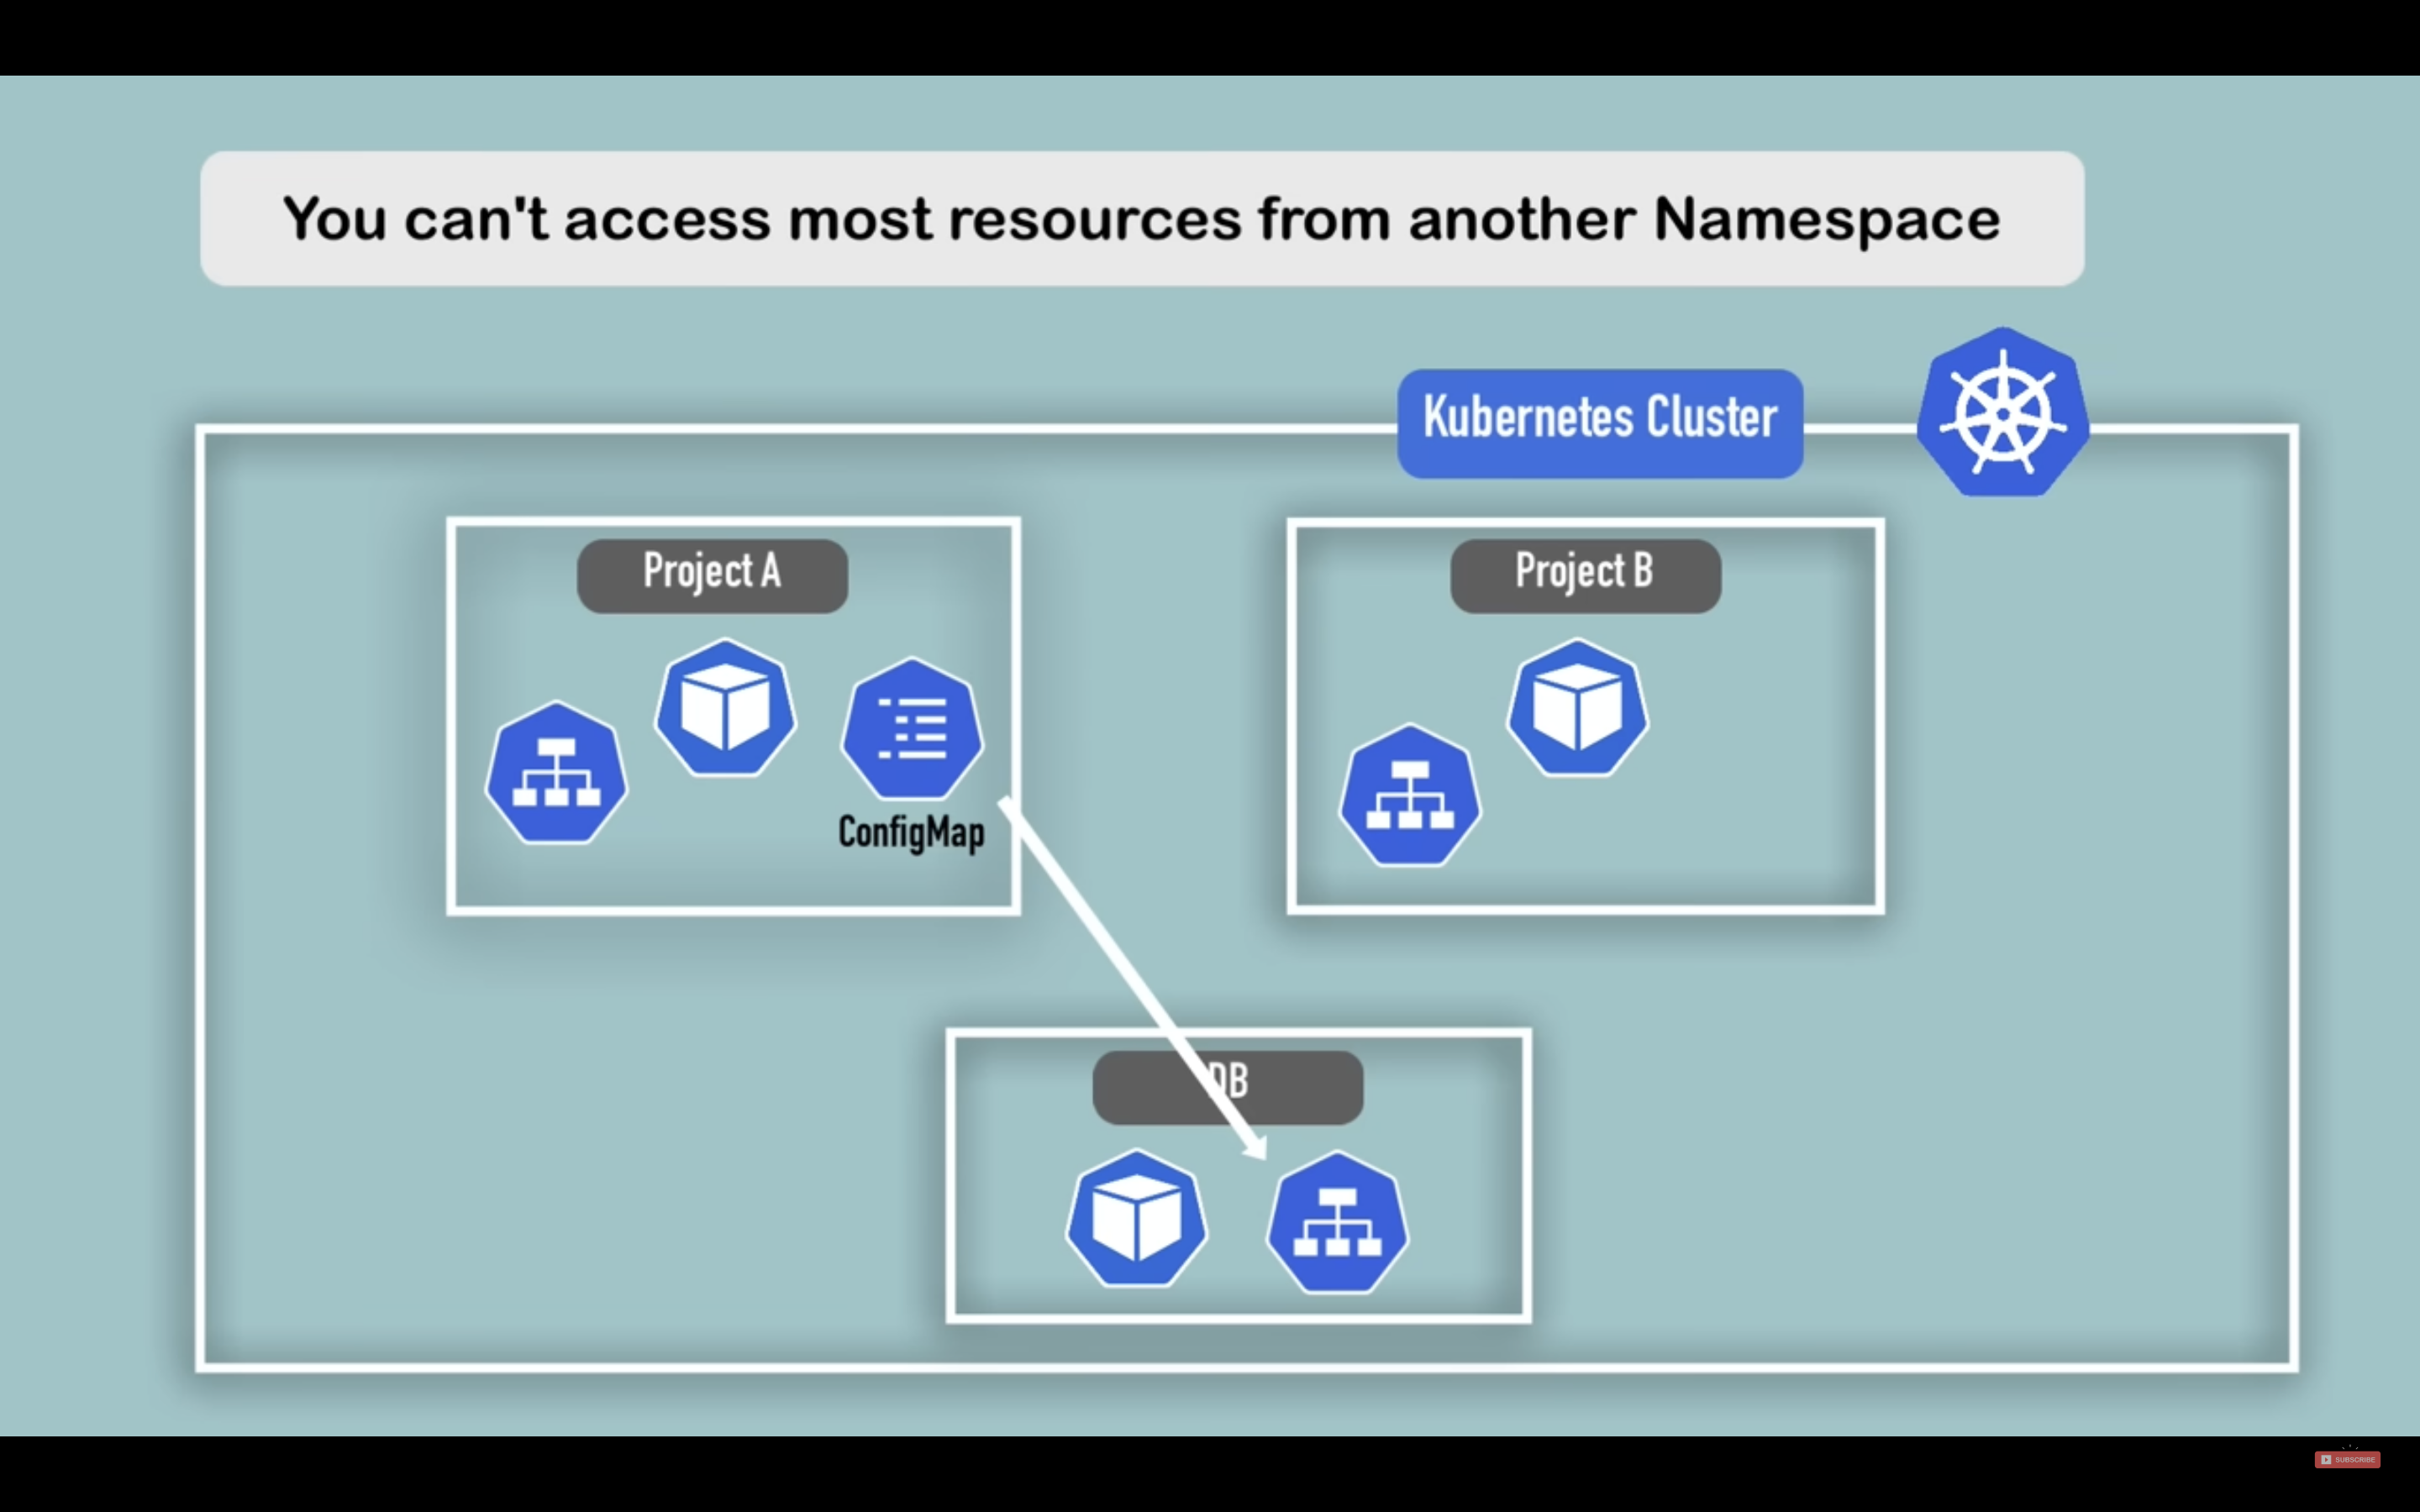 You can't access most resources from another Namespace
Kubernetes Cluster
Project A
Project B
ConfigMap
DB
SUBSCRIBE